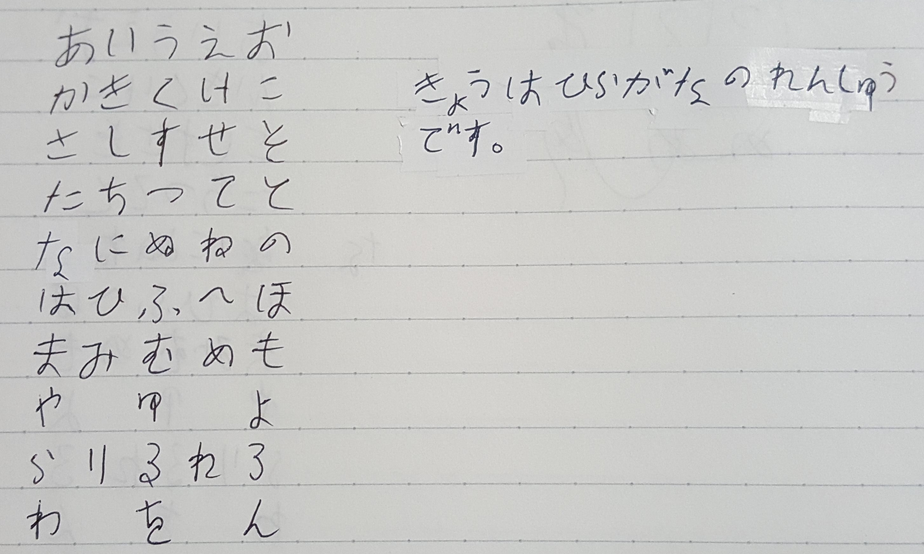 あいうえお
かきくけこ
さしすせそ
たちつてと
なにぬねの
はひふへほ
まみむめも
や ゆ よ
らりるれろ
わ を ん
きょうはひらがなのれんしゅう
です。